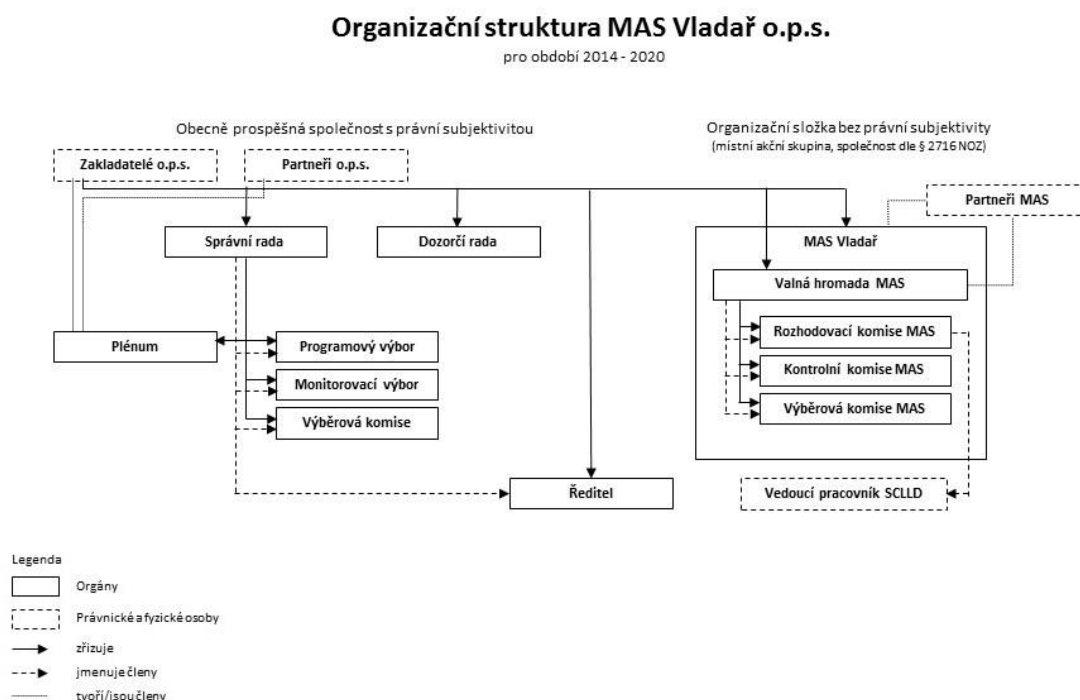 Organizační struktura MAS Vladař o.p.s.
pro období 2014 - 2020
Obecně prospěšná společnost s právní subjektivitou
Organizační složka bez právní subjektivity
(místní akční skupina, společnost dle § 2716 NOZ)
Zakladatelé o.p.s.
Partneři o.p.s.
Partneři MAS
Správní rada
Dozorčí rada
MAS Vladař
Valná hromada MAS
Plénum
Programový výbor
Monitorovací výbor
Výběrová komise
Rozhodovací komise MAS
Kontrolní komise MAS
Výběrová komise MAS
Ředitel
Vedoucí pracovník SCLLD
Legenda
Orgány
Právnické a fyzické osoby
zřizuje
jmenuje členy
tvoří/jsou členy